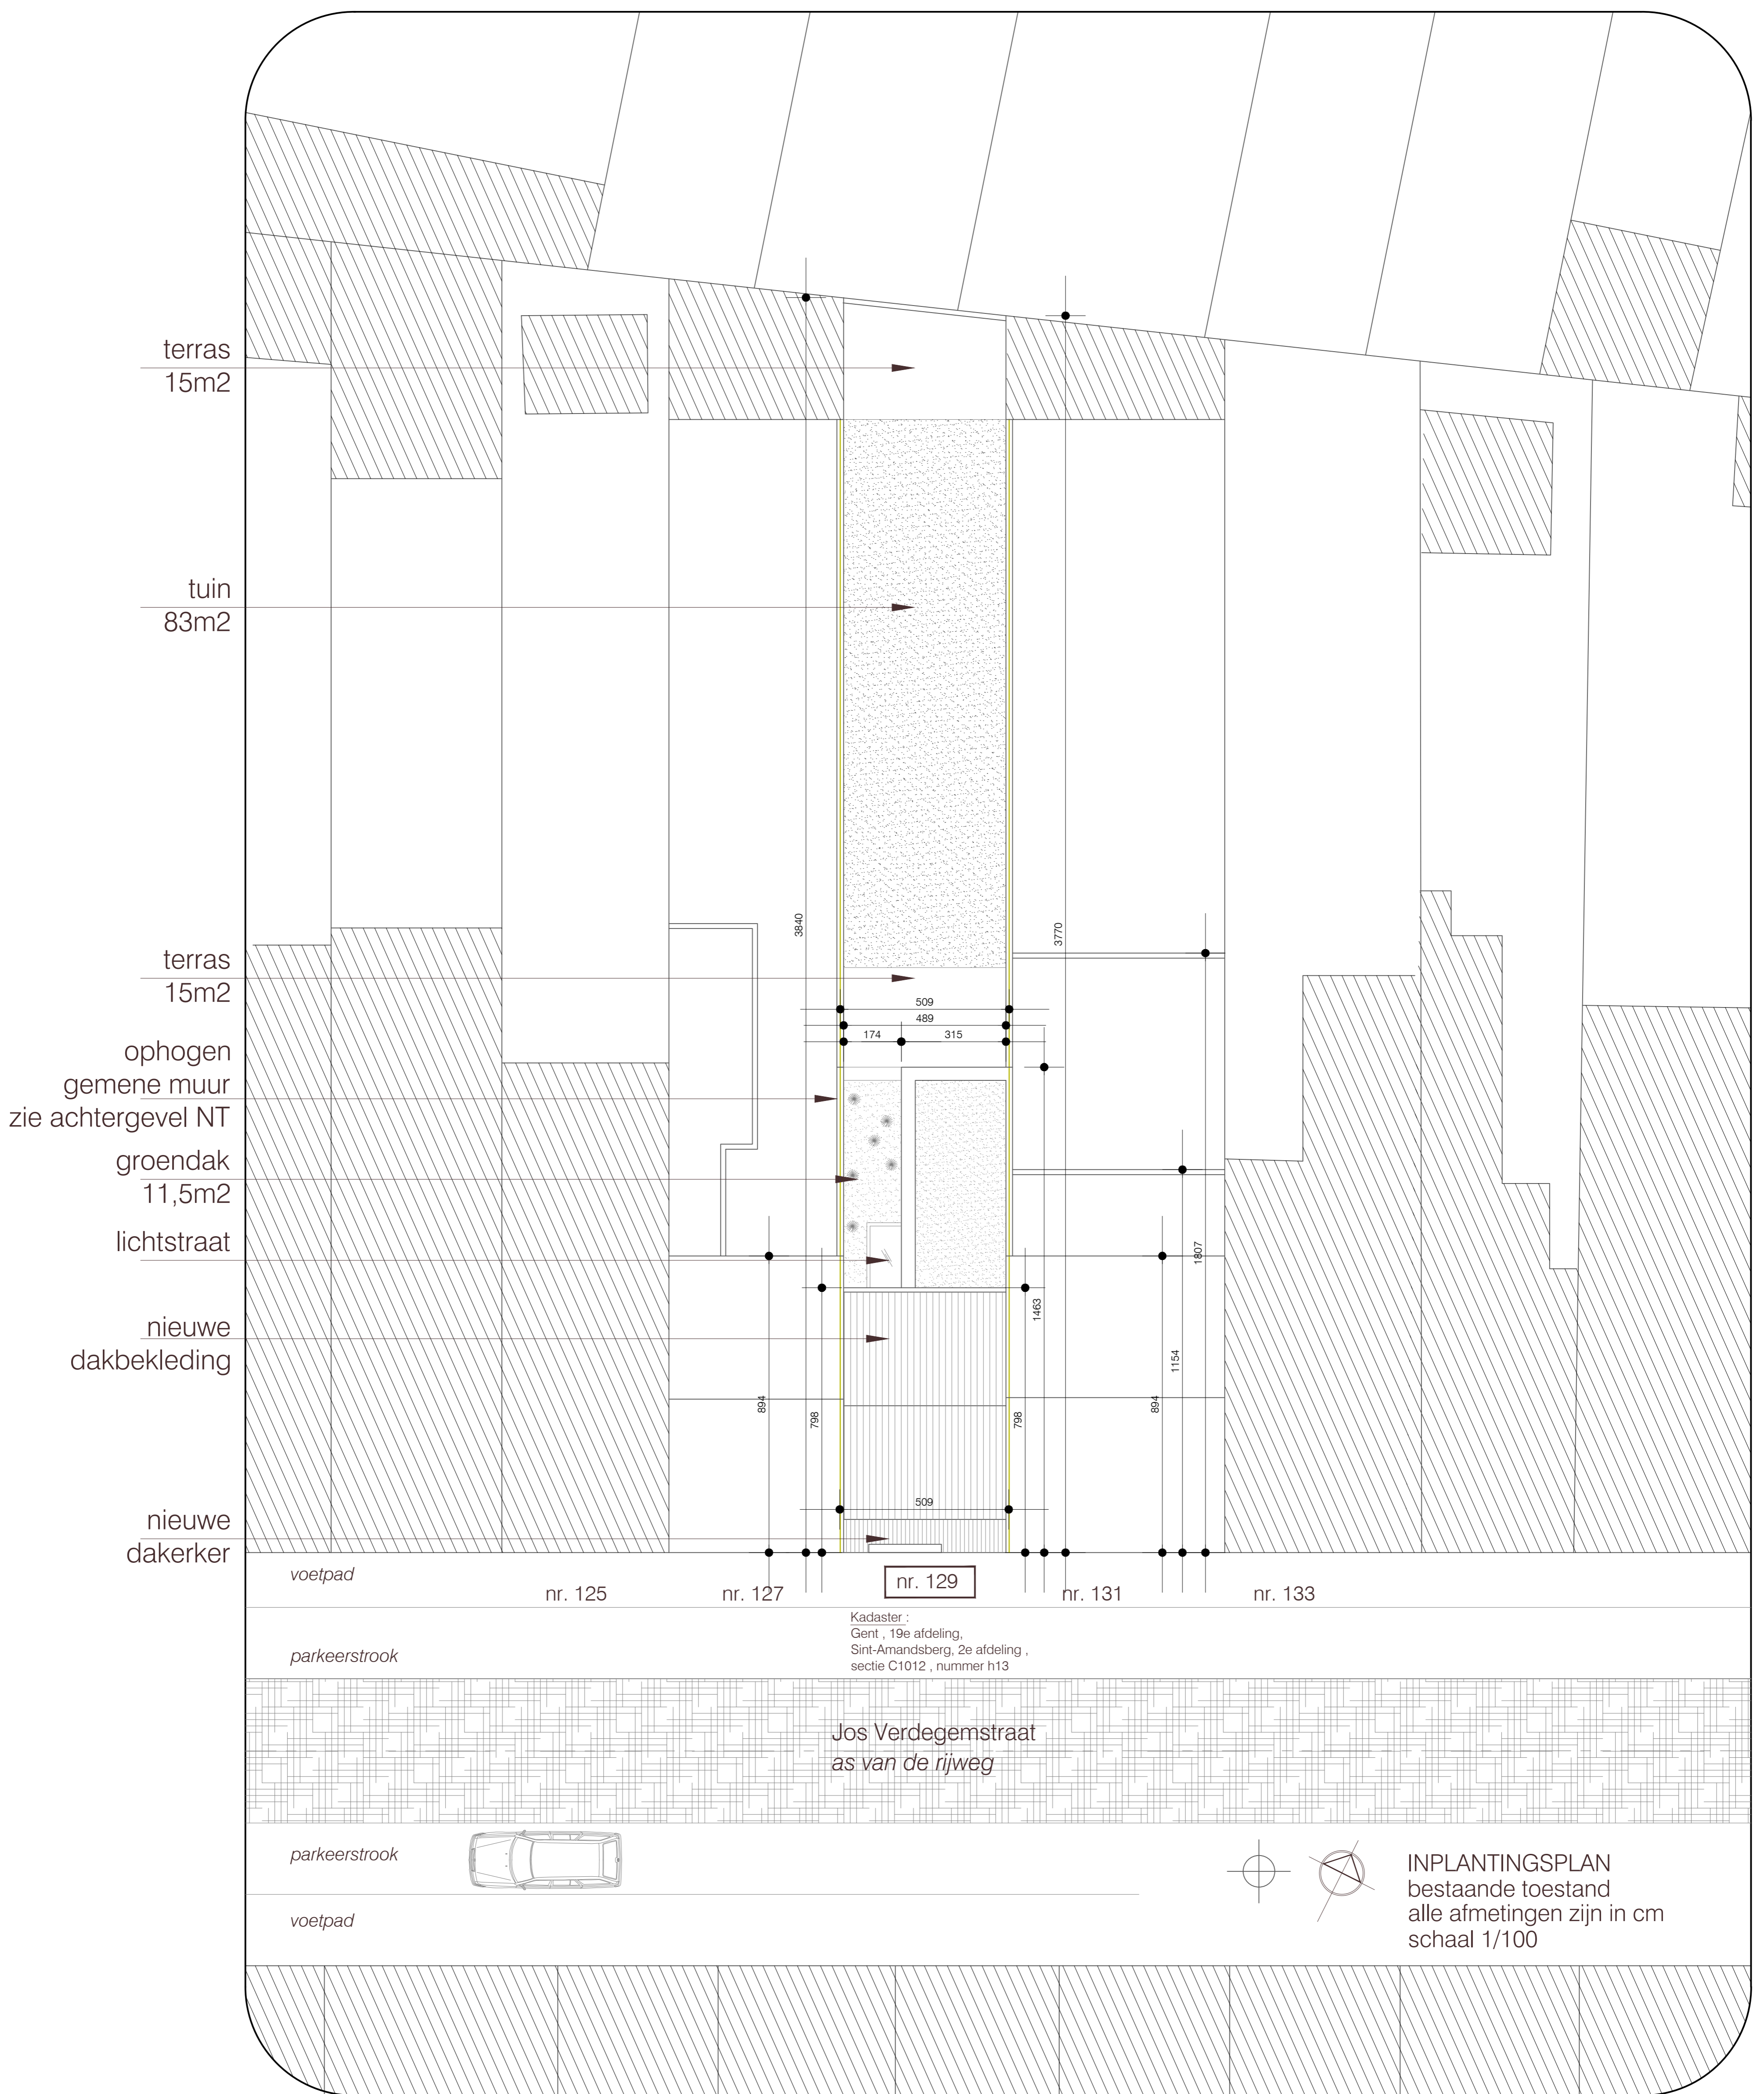 terras
15m2
tuin
83m2
3840
3770
terras
15m2
509
489
174
315
ophogen
gemene muur
zie achtergevel NT
groendak
11,5m2
lichtstraat
1807
1463
nieuwe
dakbekleding
1154
894
798
798
894
509
nieuwe
dakerker
voetpad
nr. 125
nr. 127
nr. 129
nr. 131
nr. 133
Kadaster :
Gent , 19e afdeling,
Sint-Amandsberg, 2e afdeling ,
sectie C1012 , nummer h13
parkeerstrook
Jos Verdegemstraat
as van de rijweg
parkeerstrook
voetpad
INPLANTINGSPLAN
bestaande toestand
alle afmetingen zijn in cm
schaal 1/100